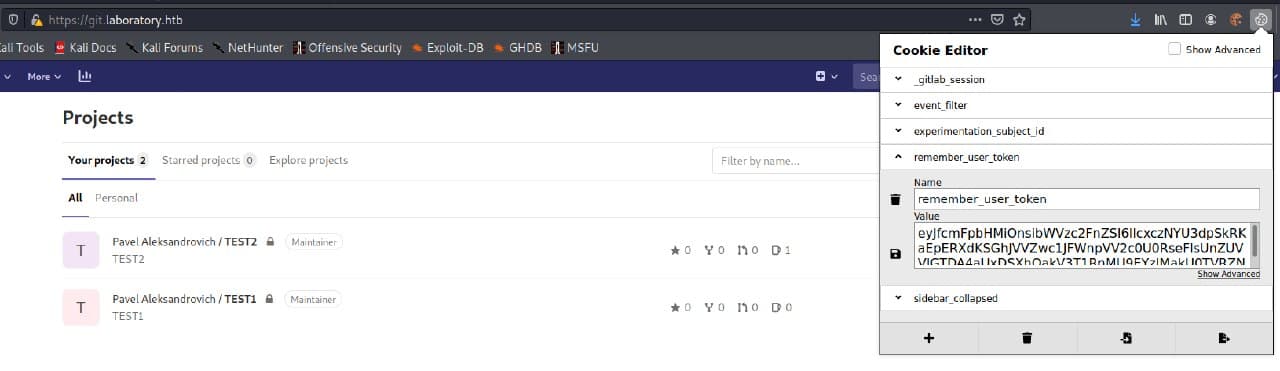 https://git.laboratory.htb
ali Tools Kali Docs Kali Forums NetHunter Offensive Security Exploit-DB GHDB MSFU
More
Sear
Projects
Your projects 2 Starred projects 0 Explore projects
Filter by name...
All Personal
T
Pavel Aleksandrovich / TEST2 Maintainer
TEST2
0 0 0 1
T
Pavel Aleksandrovich / TEST1 Maintainer
TEST1
0 0 0 0
Cookie Editor Show Advanced
_gitlab_session
event_filter
experimentation_subject_id
remember_user_token
Name
remember_user_token
Value
Show Advanced
sidebar_collapsed